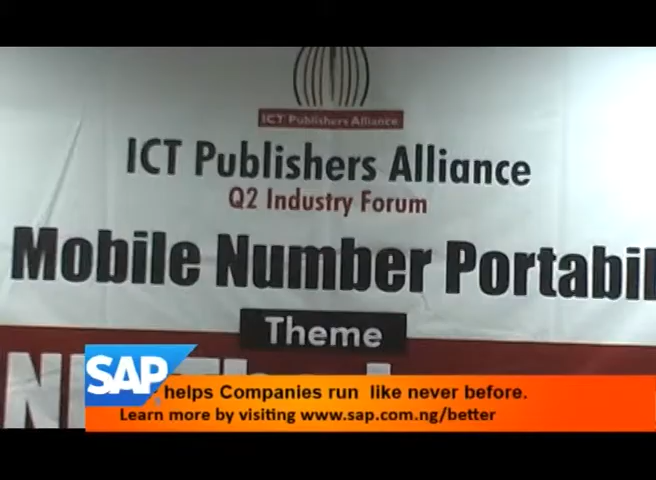 ICT Publishers Alliance
ICT Publishers Alliance
Q2 Industry Forum
Mobile Number Portabil
Theme
SAP helps Companies run like never before.
Learn more by visiting www.sap.com.ng/better